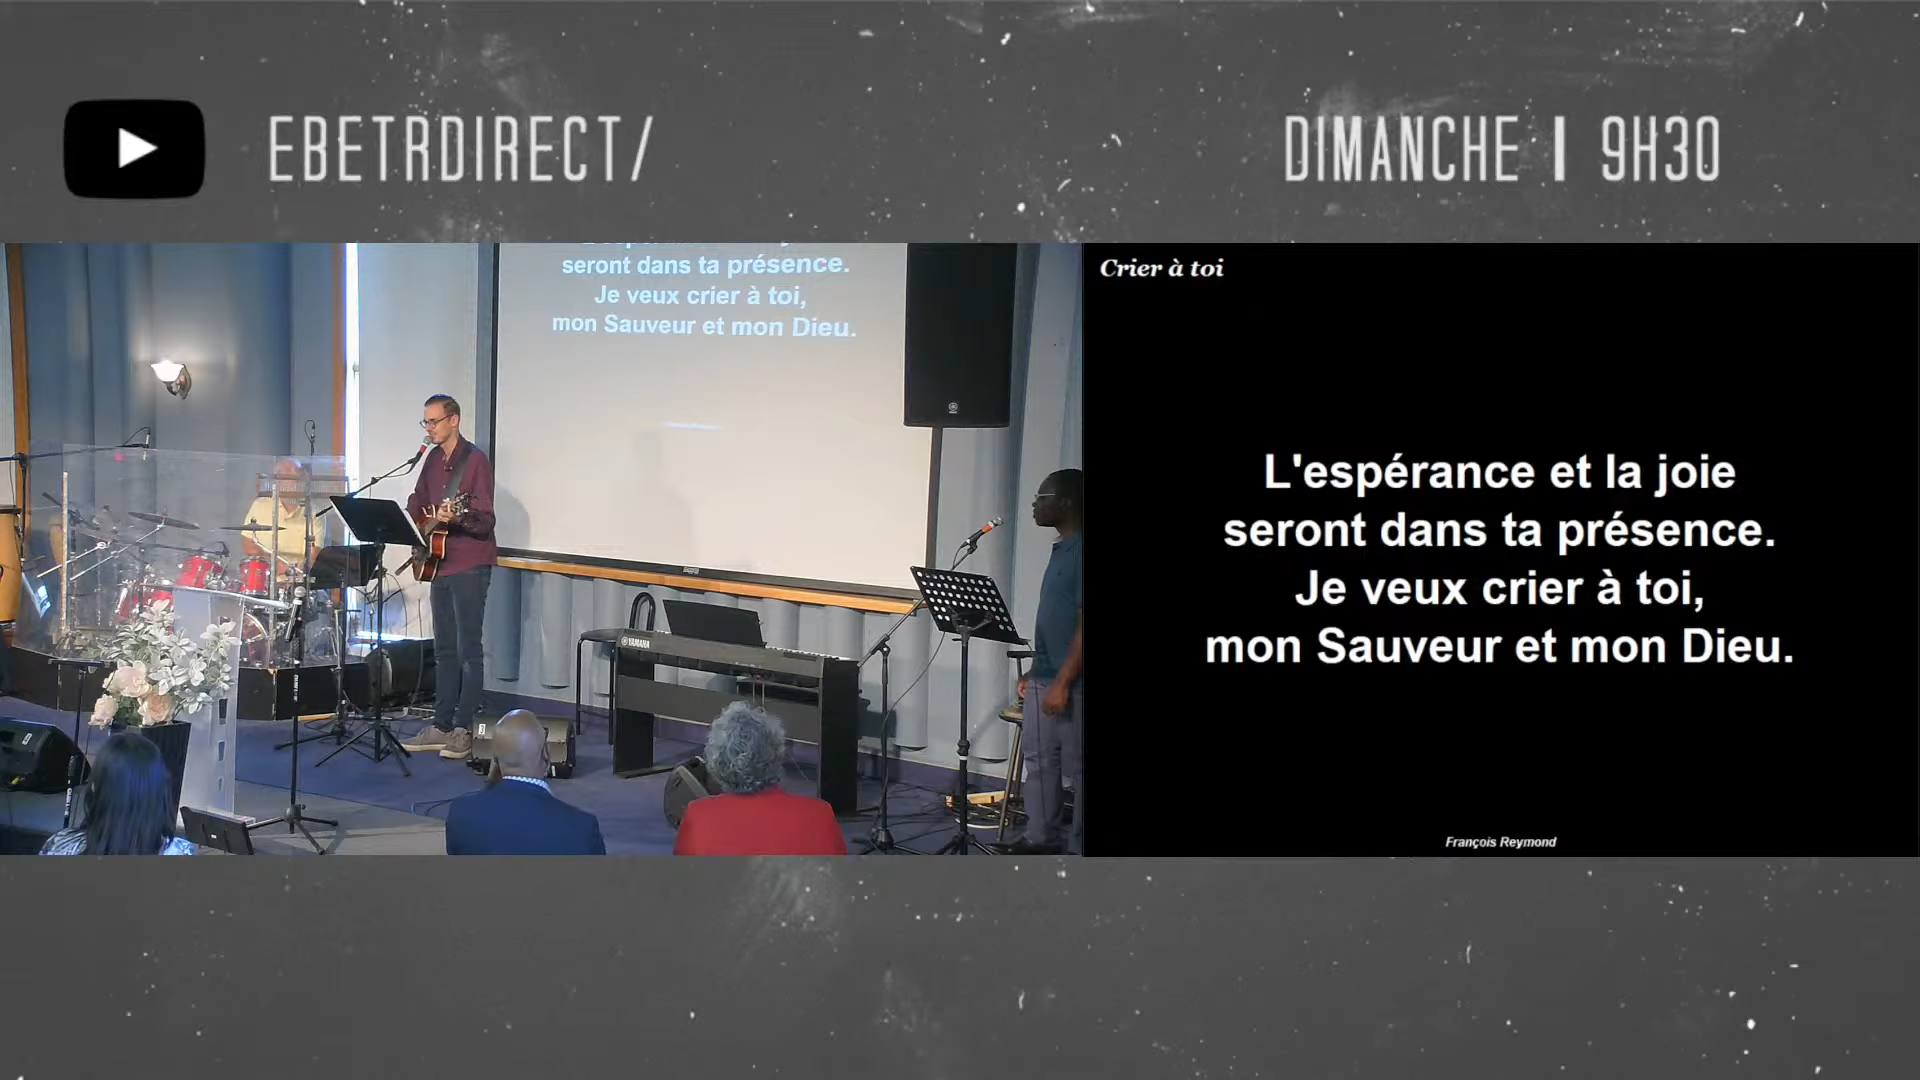 EBETRDIRECT/
DIMANCHE | 9H30
seront dans ta présence.
Je veux crier à toi,
mon Sauveur et mon Dieu.
YAMAHA
3
Crier à toi
L'espérance et la joie
seront dans ta présence.
Je veux crier à toi,
mon Sauveur et mon Dieu.
François Reymond